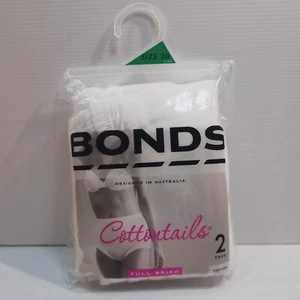 SIZE 20
BONDS
DESIGNED IN AUSTRALIA
Cottontails
2
PACK
FULL BRIEF